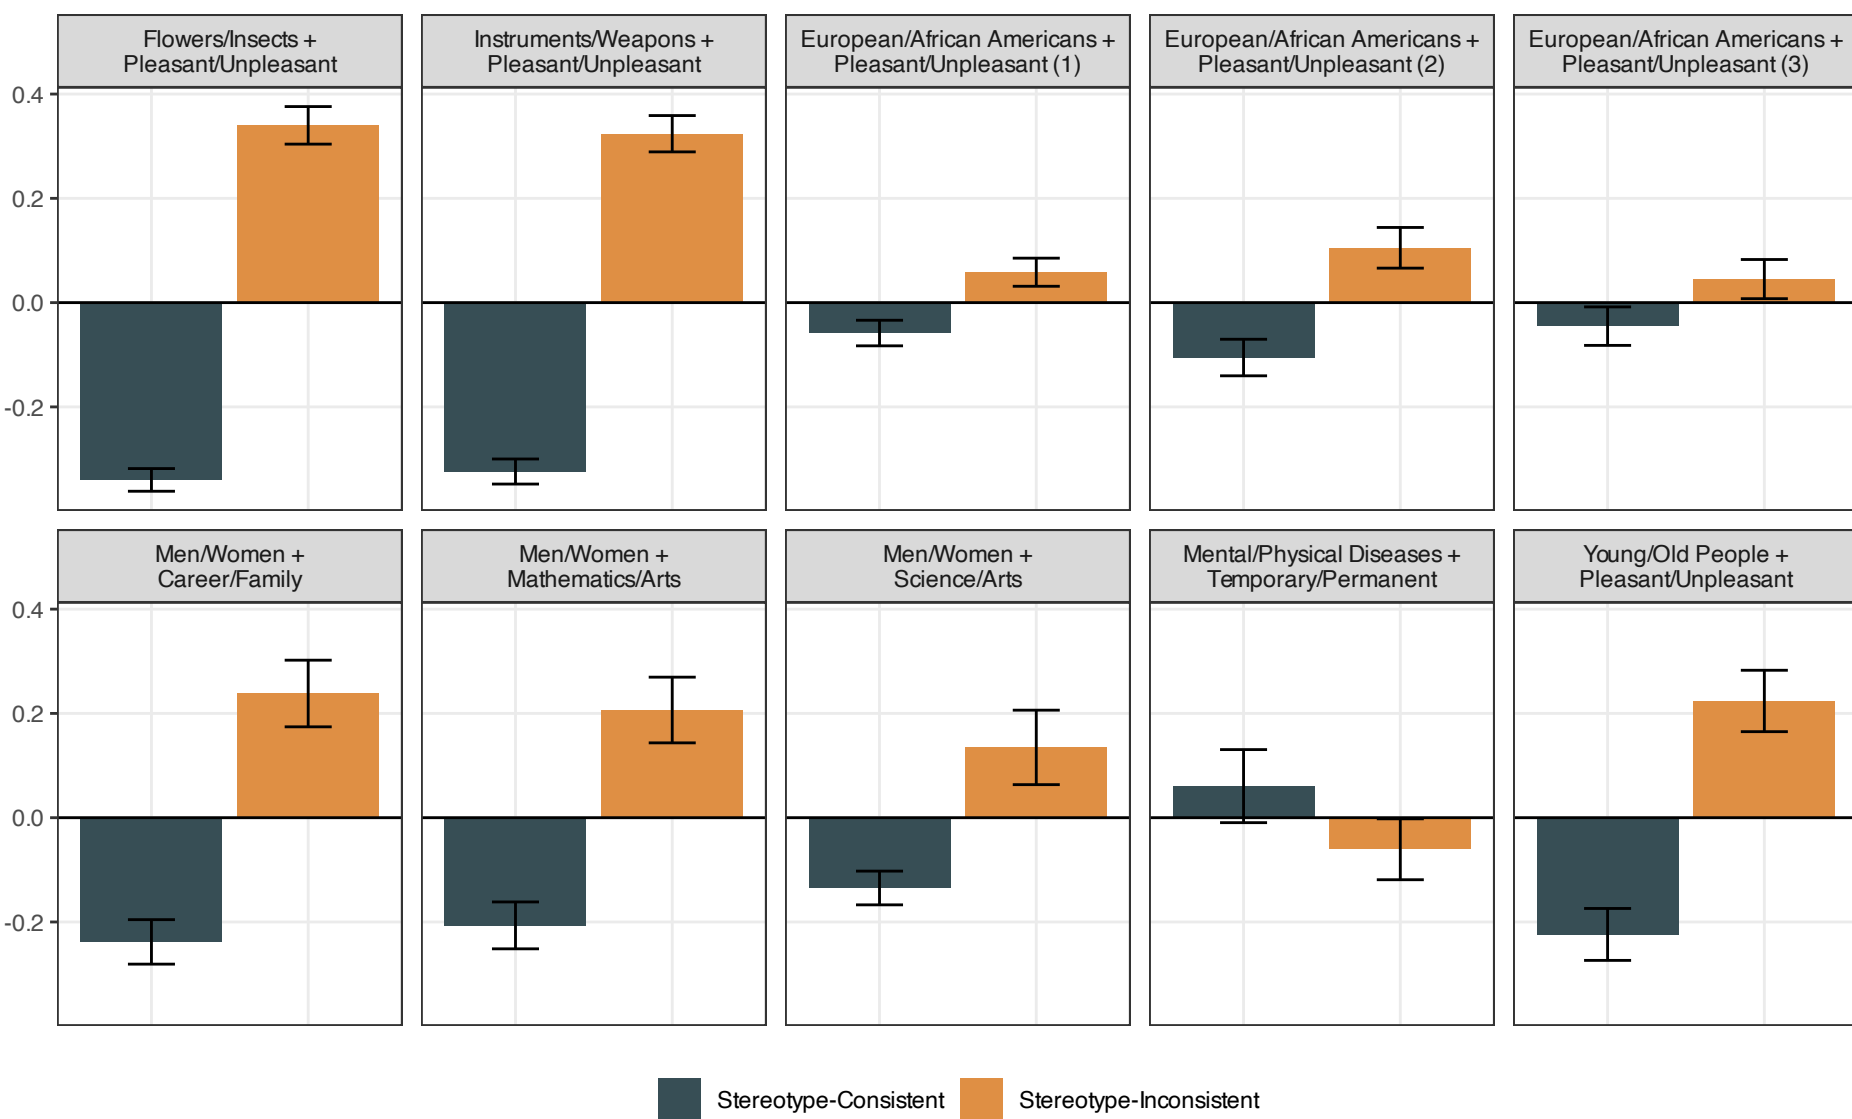 Flowers/Insects +
Pleasant/Unpleasant
Instruments/Weapons +
Pleasant/Unpleasant
European/African Americans +
Pleasant/Unpleasant (1)
European/African Americans +
Pleasant/Unpleasant (2)
European/African Americans +
Pleasant/Unpleasant (3)
0.4
0.2
0.0
-0.2
Men/Women +
Career/Family
Men/Women +
Mathematics/Arts
Men/Women +
Science/Arts
Mental/Physical Diseases +
Temporary/Permanent
Young/Old People +
Pleasant/Unpleasant
0.4
0.2
0.0
-0.2
Stereotype-Consistent
Stereotype-Inconsistent